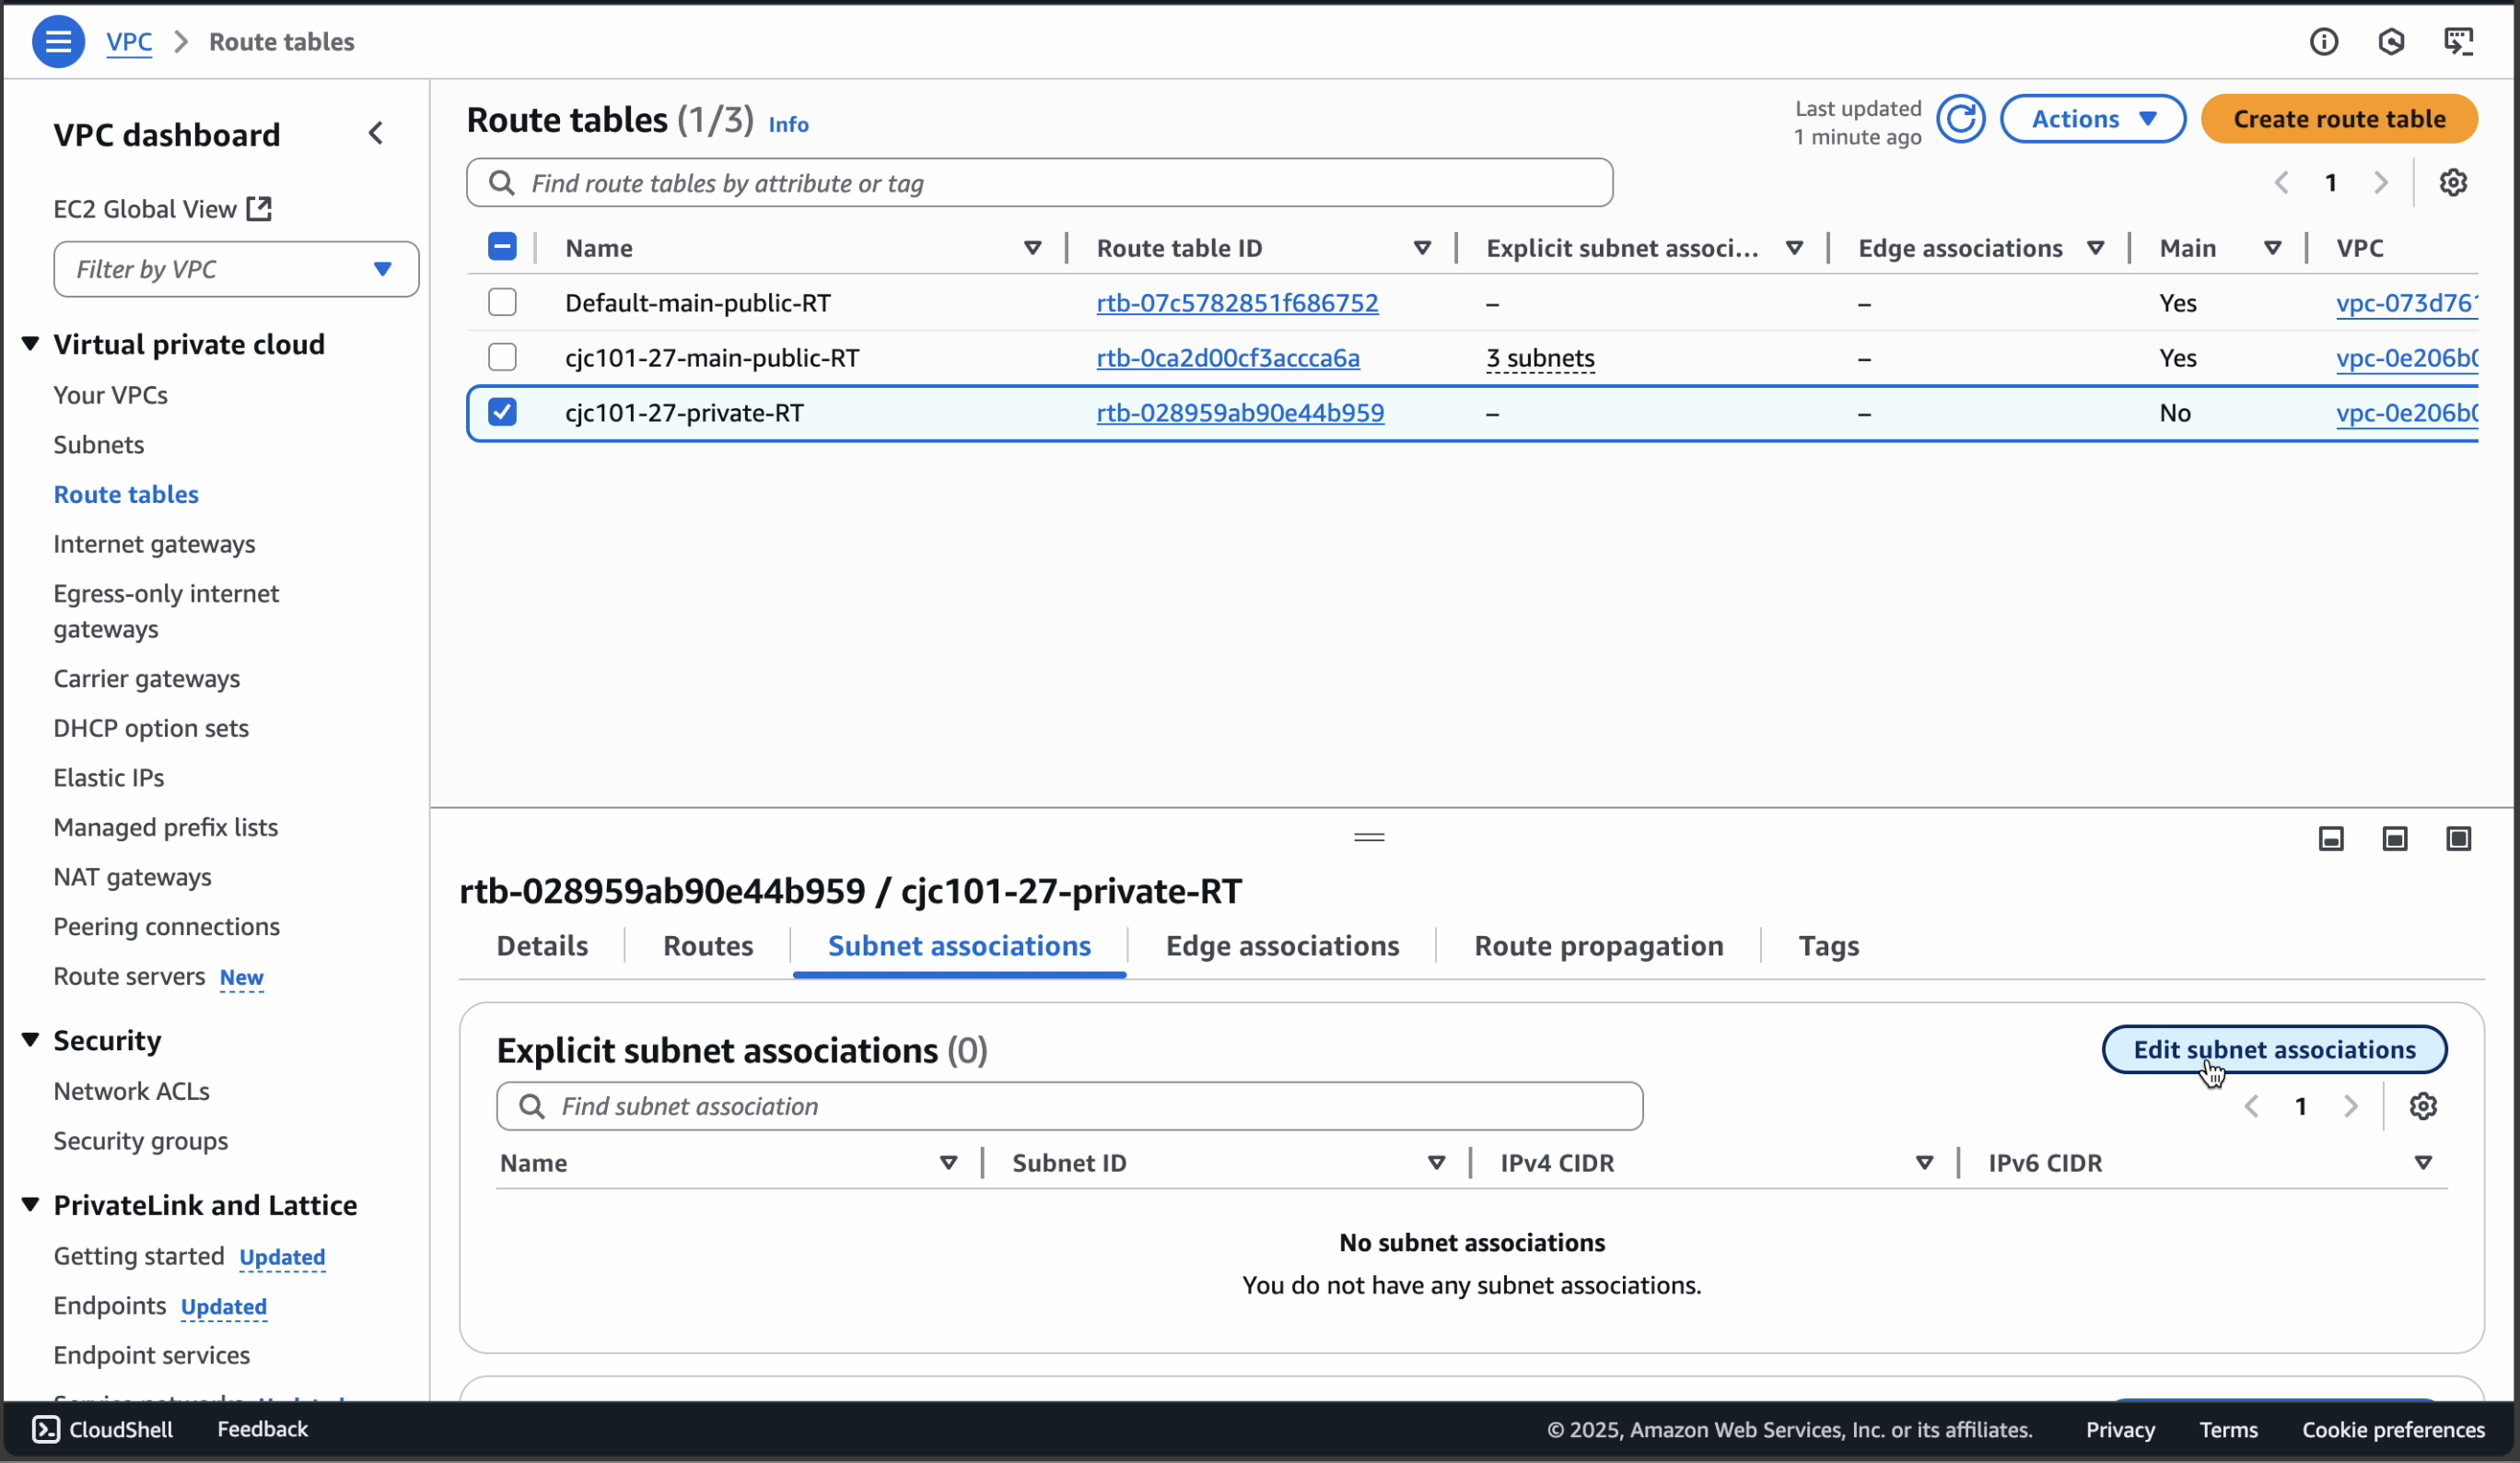 VPC > Route tables
VPC dashboard
EC2 Global View
Filter by VPC
Virtual private cloud
Your VPCs
Subnets
Route tables
Internet gateways
Egress-only internet
gateways
Carrier gateways
DHCP option sets
Elastic IPs
Managed prefix lists
NAT gateways
Peering connections
Route servers New
Security
Network ACLs
Security groups
PrivateLink and Lattice
Getting started Updated
Endpoints Updated
Endpoint services
Route tables (1/3) Info
Last updated
1 minute ago
Actions
Create route table
Find route tables by attribute or tag
1
Name Route table ID Explicit subnet associ... Edge associations Main VPC
Default-main-public-RT rtb-07c5782851f686752 – – Yes vpc-073d761
cjc101-27-main-public-RT rtb-0ca2d00cf3accca6a 3 subnets – Yes vpc-0e206b0
cjc101-27-private-RT rtb-028959ab90e44b959 – – No vpc-0e206b0
rtb-028959ab90e44b959 / cjc101-27-private-RT
Details Routes Subnet associations Edge associations Route propagation Tags
Explicit subnet associations (0)
Edit subnet associations
Find subnet association
1
Name Subnet ID IPv4 CIDR IPv6 CIDR
No subnet associations
You do not have any subnet associations.
CloudShell Feedback © 2025, Amazon Web Services, Inc. or its affiliates. Privacy Terms Cookie preferences